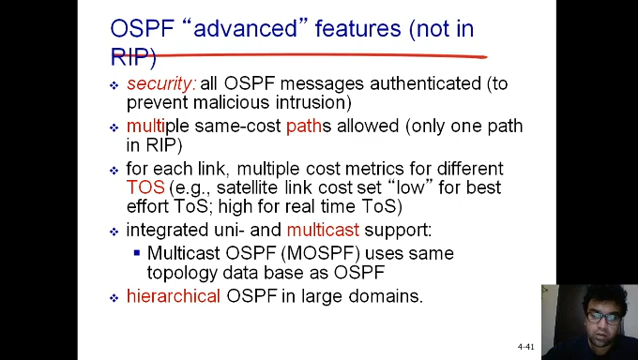 OSPF “advanced” features (not in
RIP)
❖ security: all OSPF messages authenticated (to
prevent malicious intrusion)
❖ multiple same-cost paths allowed (only one path
in RIP)
❖ for each link, multiple cost metrics for different
TOS (e.g., satellite link cost set “low” for best
effort ToS; high for real time ToS)
❖ integrated uni- and multicast support:
▪ Multicast OSPF (MOSPF) uses same
topology data base as OSPF
❖ hierarchical OSPF in large domains.
4-41